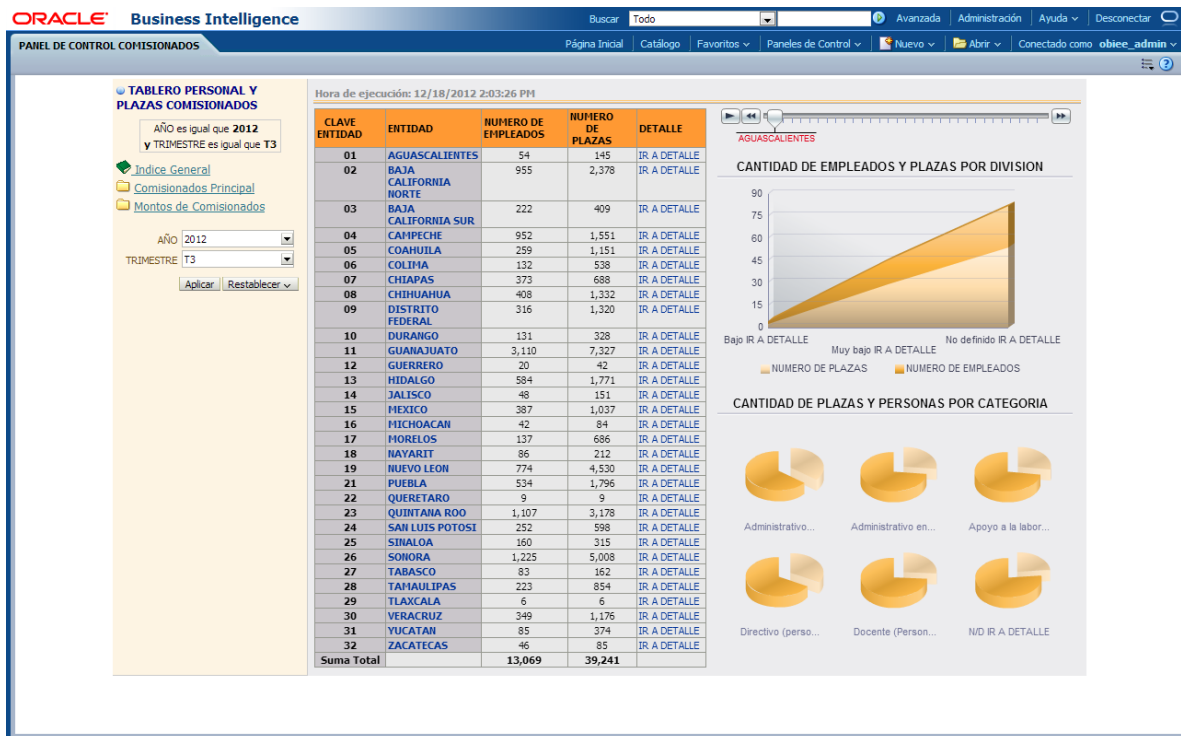 ORACLE Business Intelligence
Buscar Todo Avanzada Administración Ayuda Desconectar
PANEL DE CONTROL COMISIONADOS
Página Inicial Catálogo Favoritos Paneles de Control Nuevo Abrir Conectado como obiee_admin
TABLERO PERSONAL Y
PLAZAS COMISIONADOS
AÑO es igual que 2012
y TRIMESTRE es igual que T3
Indice General
Comisionados Principal
Montos de Comisionados
AÑO 2012
TRIMESTRE T3
Aplicar Restablecer
Hora de ejecución: 12/18/2012 2:03:26 PM
CLAVE ENTIDAD ENTIDAD NUMERO DE EMPLEADOS NUMERO DE PLAZAS DETALLE
01 AGUASCALIENTES 54 145 IR A DETALLE
02 BAJA CALIFORNIA NORTE 955 2,378 IR A DETALLE
03 BAJA CALIFORNIA SUR 222 409 IR A DETALLE
04 CAMPECHE 952 1,551 IR A DETALLE
05 COAHUILA 259 1,151 IR A DETALLE
06 COLIMA 132 538 IR A DETALLE
07 CHIAPAS 373 688 IR A DETALLE
08 CHIHUAHUA 408 1,332 IR A DETALLE
09 DISTRITO FEDERAL 316 1,320 IR A DETALLE
10 DURANGO 131 328 IR A DETALLE
11 GUANAJUATO 3,110 7,327 IR A DETALLE
12 GUERRERO 20 42 IR A DETALLE
13 HIDALGO 584 1,771 IR A DETALLE
14 JALISCO 48 151 IR A DETALLE
15 MEXICO 387 1,037 IR A DETALLE
16 MICHOACAN 42 84 IR A DETALLE
17 MORELOS 137 686 IR A DETALLE
18 NAYARIT 86 212 IR A DETALLE
19 NUEVO LEON 774 4,530 IR A DETALLE
21 PUEBLA 534 1,796 IR A DETALLE
22 QUERETARO 9 9 IR A DETALLE
23 QUINTANA ROO 1,107 3,178 IR A DETALLE
24 SAN LUIS POTOSI 252 598 IR A DETALLE
25 SINALOA 160 315 IR A DETALLE
26 SONORA 1,225 5,008 IR A DETALLE
27 TABASCO 83 162 IR A DETALLE
28 TAMAULIPAS 223 854 IR A DETALLE
29 TLAXCALA 6 6 IR A DETALLE
30 VERACRUZ 349 1,176 IR A DETALLE
31 YUCATAN 85 374 IR A DETALLE
32 ZACATECAS 46 85 IR A DETALLE
Suma Total 13,069 39,241
AGUASCALIENTES
CANTIDAD DE EMPLEADOS Y PLAZAS POR DIVISION
90
75
60
45
30
15
0
Bajo IR A DETALLE Muy bajo IR A DETALLE No definido IR A DETALLE
NUMERO DE PLAZAS NUMERO DE EMPLEADOS
CANTIDAD DE PLAZAS Y PERSONAS POR CATEGORIA
Administrativo... Administrativo en... Apoyo a la labor...
Directivo (perso... Docente (Person... N/D IR A DETALLE